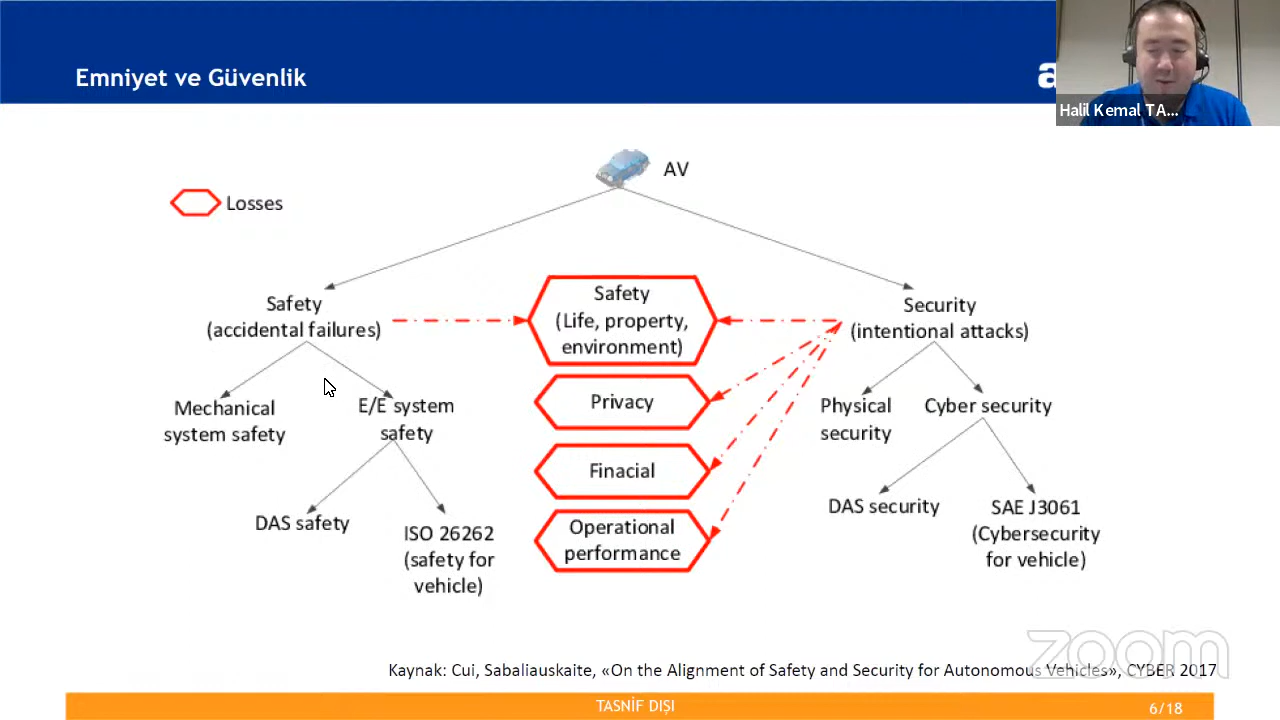 Emniyet ve Güvenlik
a
Halil Kemal TA...
AV
Losses
Safety
(accidental failures)
Safety
(Life, property,
environment)
Security
(intentional attacks)
Mechanical
system safety
E/E system
safety
Privacy
Physical
security
Cyber security
Finacial
DAS safety
ISO 26262
(safety for
vehicle)
Operational
performance
DAS security
SAE J3061
(Cybersecurity
for vehicle)
zoom
Kaynak: Cui, Sabaliauskaite, «On the Alignment of Safety and Security for Autonomous Vehicles», CYBER 2017
TASNİF DIŞI
6/18